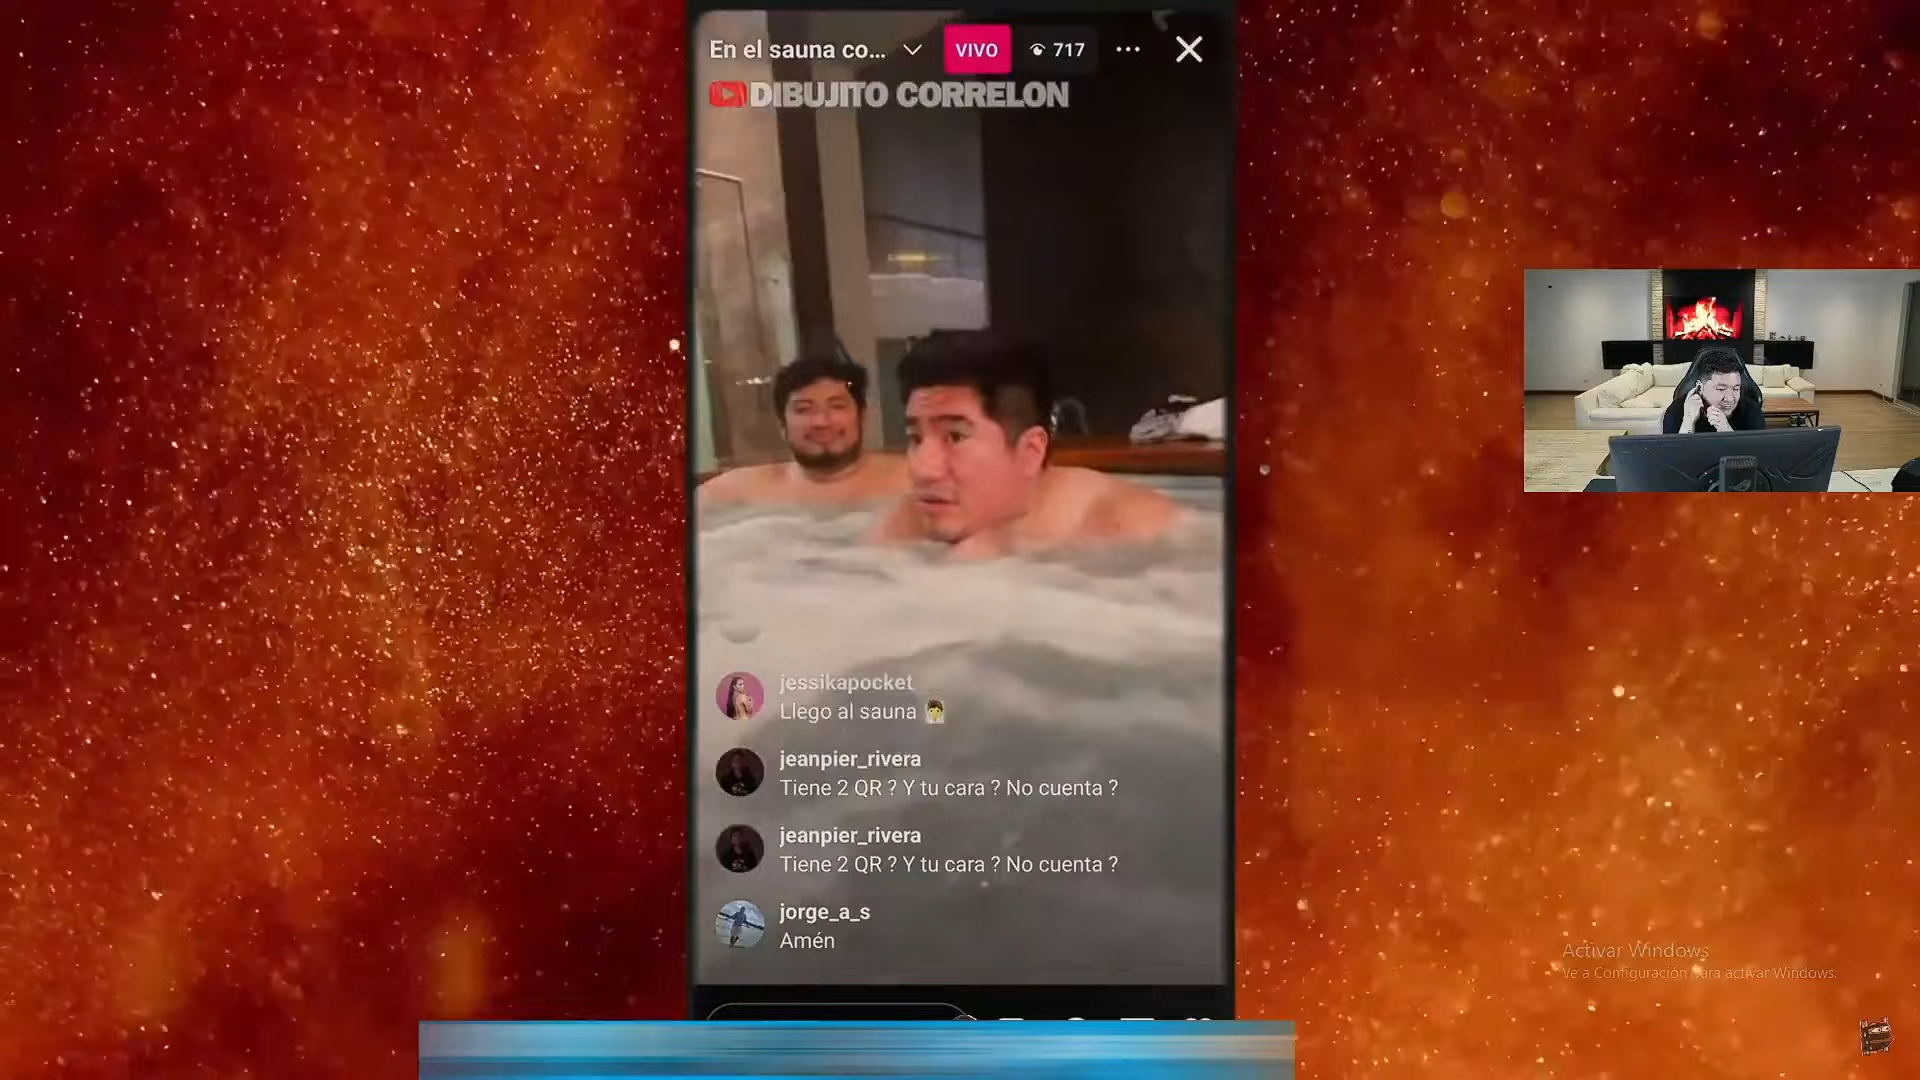 En el sauna co...
VIVO
717
DIBUJITO CORRELON
jessikapocket
Llego al sauna
jeanpier_rivera
Tiene 2 QR ? Y tu cara ? No cuenta ?
jeanpier_rivera
Tiene 2 QR ? Y tu cara ? No cuenta ?
jorge_a_s
Amén
Activar Windows
Ve a Configuración para activar Windows.